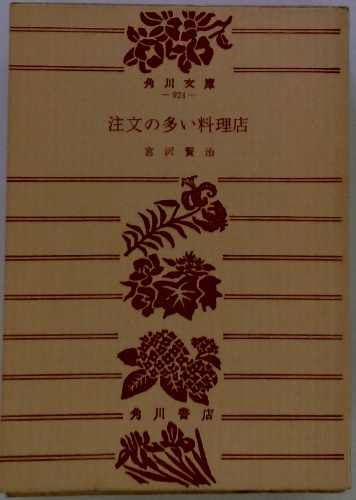 角川文庫
— 924 —
注文の多い料理店
宮沢賢治
角川書店